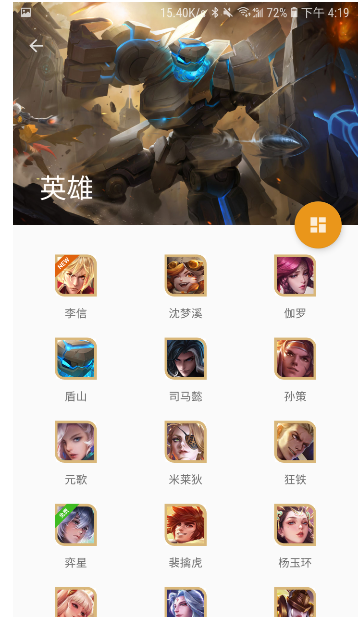 15.40K/s 72% 下午 4:19
英雄
NEW
李信 沈梦溪 伽罗
盾山 司马懿 孙策
元歌 米莱狄 狂铁
免费
弈星 裴擒虎 杨玉环